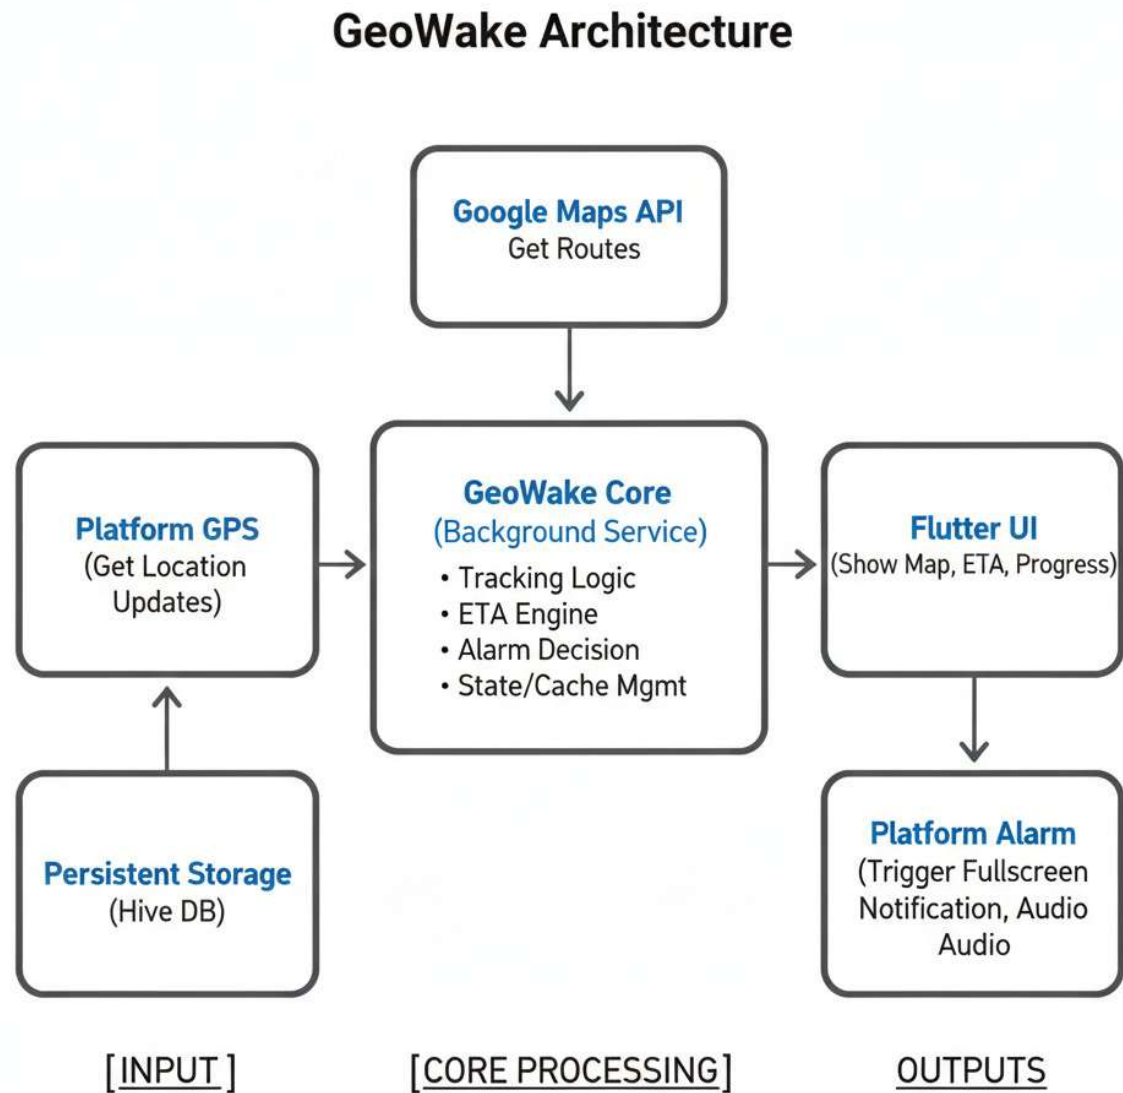 GeoWake Architecture
Google Maps API
Get Routes
Platform GPS
(Get Location
Updates)
GeoWake Core
(Background Service)
• Tracking Logic
• ETA Engine
• Alarm Decision
• State/Cache Mgmt
Flutter UI
(Show Map, ETA, Progress)
Persistent Storage
(Hive DB)
Platform Alarm
(Trigger Fullscreen
Notification, Audio
Audio
[INPUT]
[CORE PROCESSING]
OUTPUTS